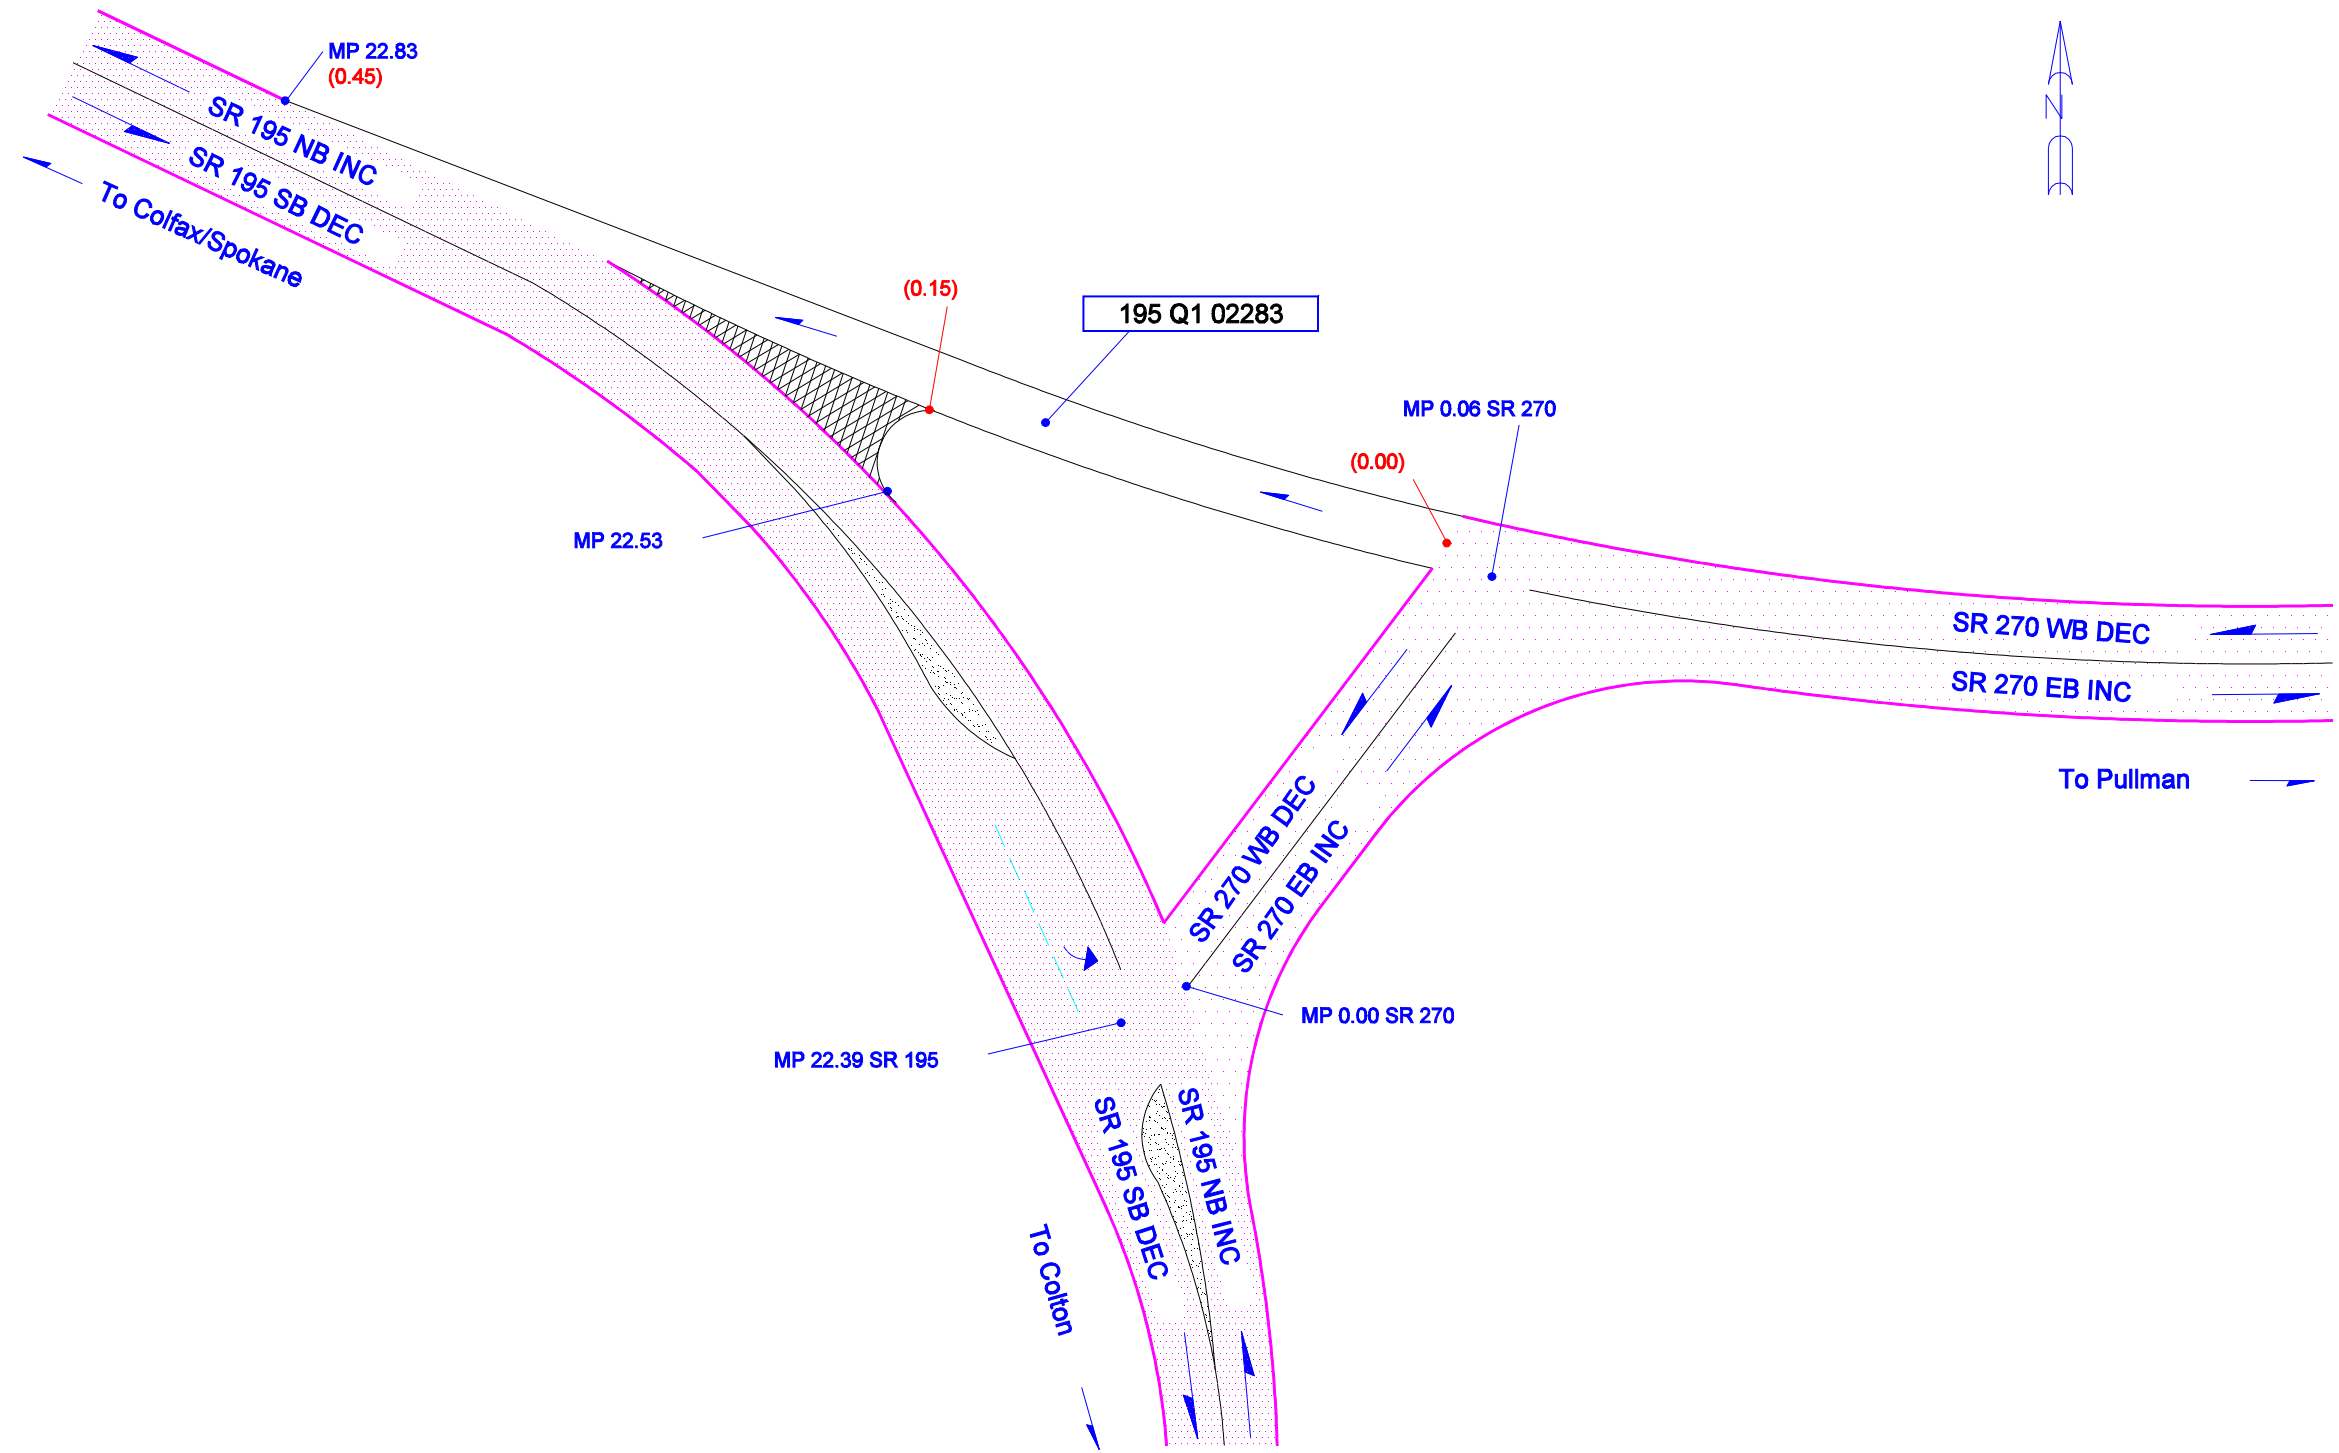 MP 22.83
(0.45)
N
SR 195 NB INC
SR 195 SB DEC
To Colfax/Spokane
(0.15)
195 Q1 02283
MP 0.06 SR 270
(0.00)
MP 22.53
SR 270 WB DEC
SR 270 EB INC
To Pullman
SR 270 WB DEC
SR 270 EB INC
MP 0.00 SR 270
MP 22.39 SR 195
SR 195 SB DEC
SR 195 NB INC
To Colton